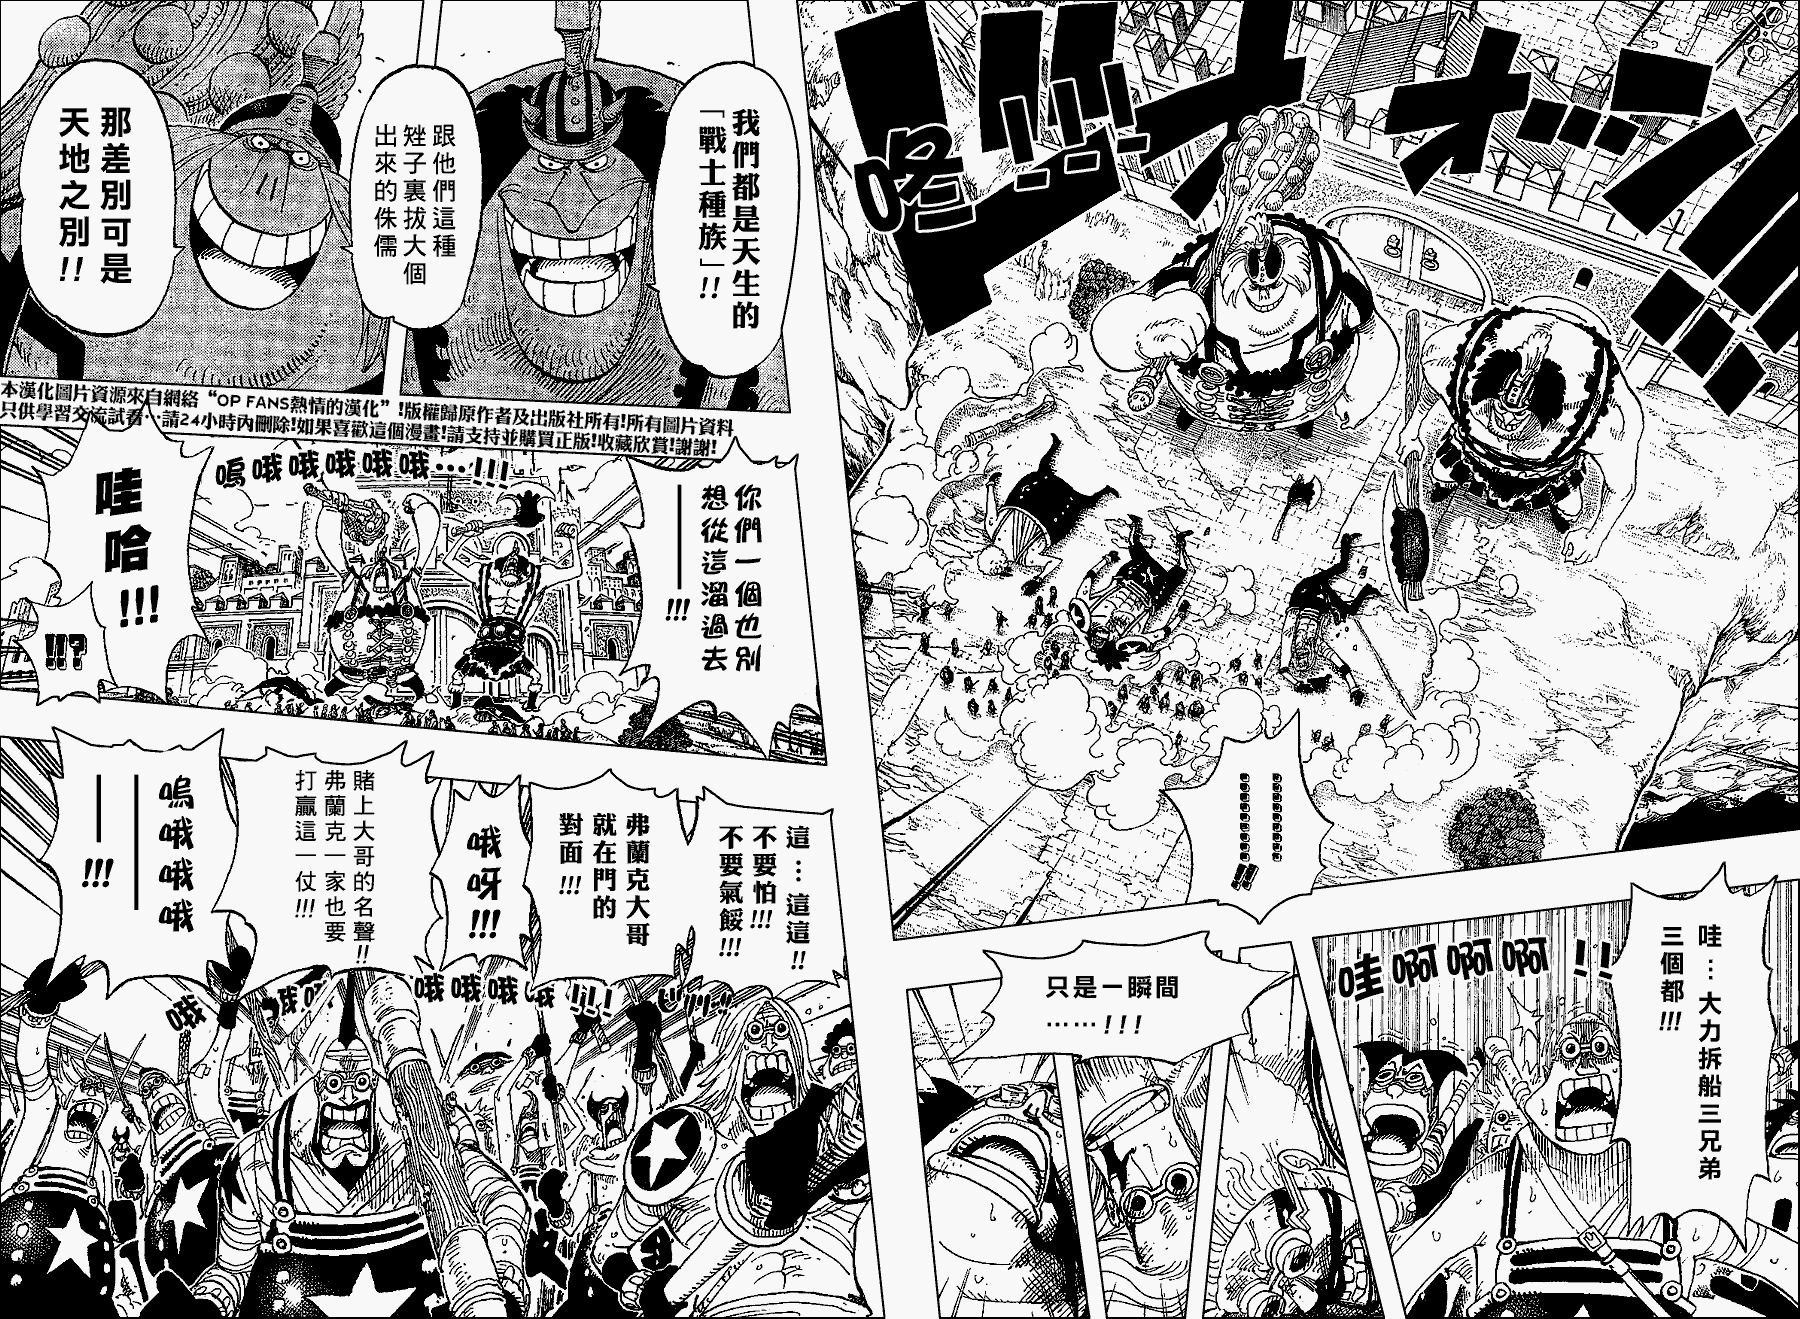 オオ...!!!!
咚!!!
哇…大力拆船三兄弟
三個都!!!
哇啊啊啊!!
只是一瞬間
……!!!
我們都是天生的
「戰士種族」!!
跟他們這種
矬子裏拔大個
出來的侏儒
那差別可是
天地之別!!
本漢化圖片資源來自網絡“OP FANS熱情的漢化”!版權歸原作者及出版社所有!所有圖片資料
只供學習交流試看…請24小時內刪除!如果喜歡這個漫畫!請支持並購買正版!收藏欣賞!謝謝!
你們一個也別
想從這溜過去
——!!!
嗚哦哦哦哦哦…!!!
哇哈!!!
!!?
這…這這!!
不要怕!!!
不要氣餒!!!
弗蘭克大哥
就在門的
對面!!!
哦呀!!!
賭上大哥的名聲!!
弗蘭克一家也要
打贏這一仗!!!
嗚哦哦哦
——
——!!!
哦哦哦哦哦哦哦!!!